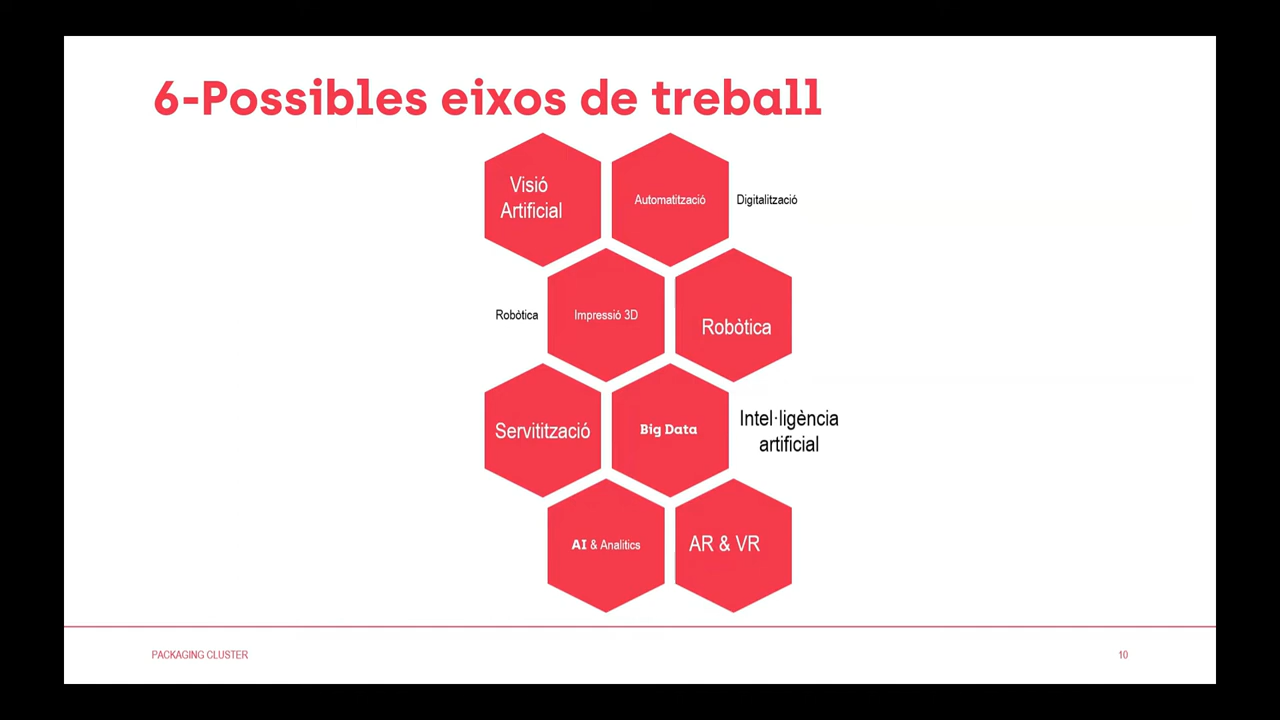 6-Possibles eixos de treball
Visió
Artificial
Automatització
Digitalització
Robótica
Impressió 3D
Robòtica
Servitització
Big Data
Intel·ligència
artificial
AI & Analitics
AR & VR
PACKAGING CLUSTER
10